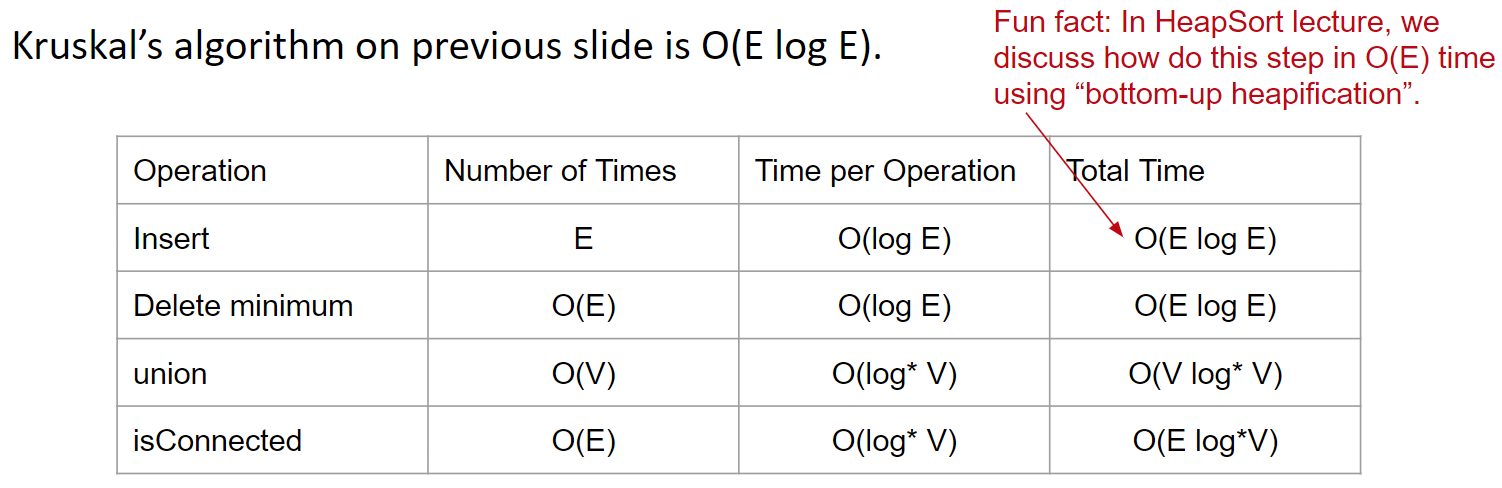 Kruskal’s algorithm on previous slide is O(E log E).
Fun fact: In HeapSort lecture, we
discuss how do this step in O(E) time
using “bottom-up heapification”.
Operation Number of Times Time per Operation Total Time
Insert E O(log E) O(E log E)
Delete minimum O(E) O(log E) O(E log E)
union O(V) O(log* V) O(V log* V)
isConnected O(E) O(log* V) O(E log*V)